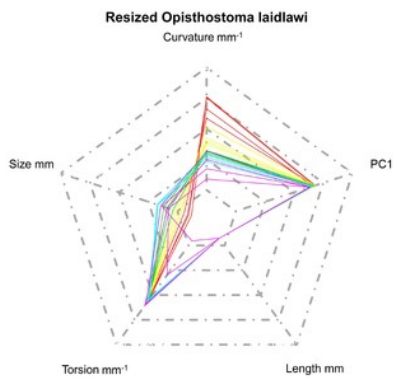 Resized Opisthostoma laidlawi
Curvature mm-1
Size mm
PC1
Torsion mm-1
Length mm